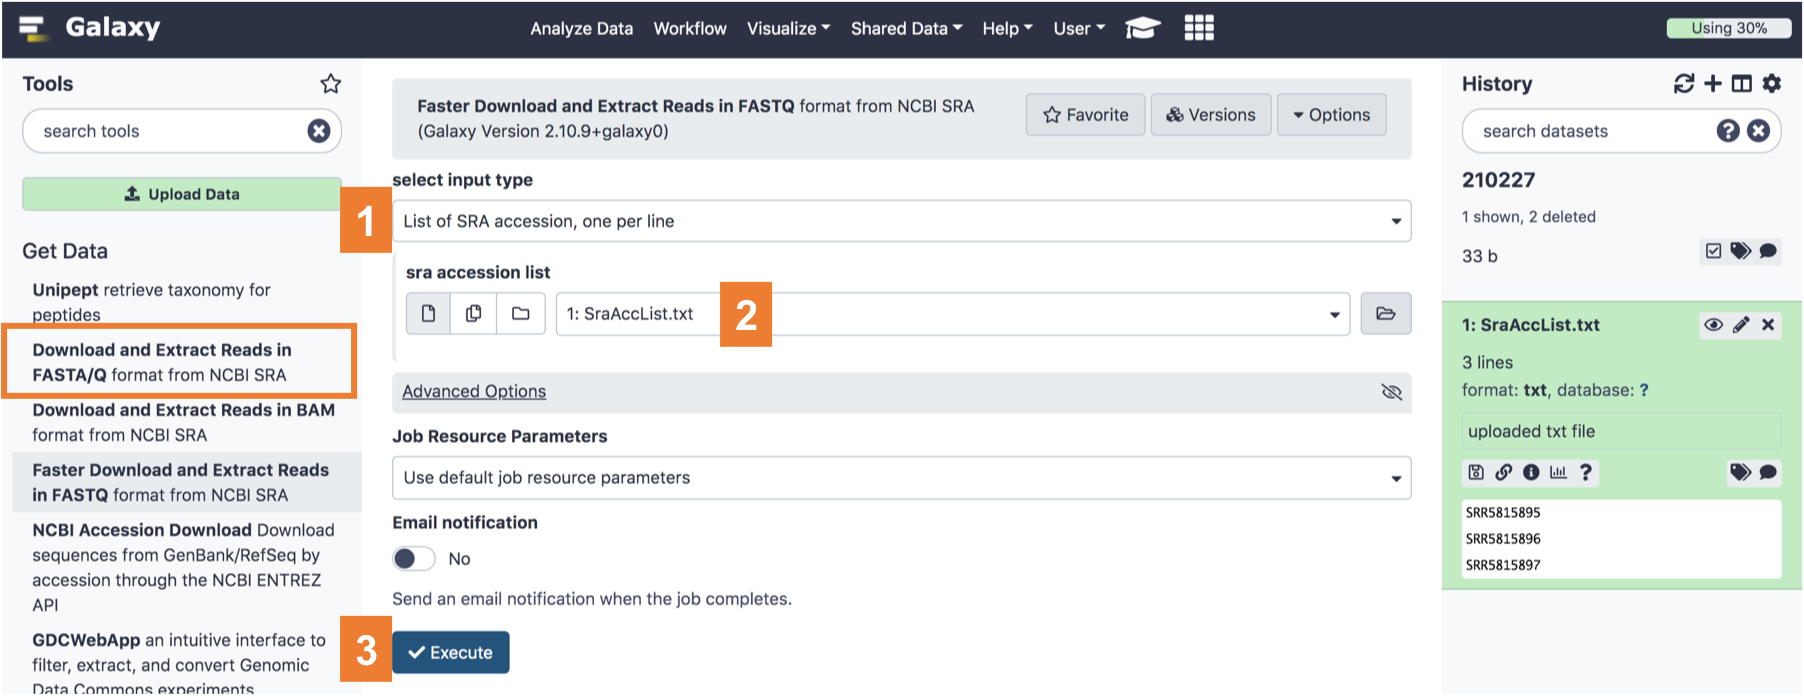 Galaxy
Analyze Data Workflow Visualize Shared Data Help User
Using 30%
Tools
search tools
Upload Data
Get Data
Unipept retrieve taxonomy for
peptides
Download and Extract Reads in
FASTA/Q format from NCBI SRA
Download and Extract Reads in BAM
format from NCBI SRA
Faster Download and Extract Reads
in FASTQ format from NCBI SRA
NCBI Accession Download Download
sequences from GenBank/RefSeq by
accession through the NCBI ENTREZ
API
GDCWebApp an intuitive interface to
filter, extract, and convert Genomic
Data Commons experiments
Faster Download and Extract Reads in FASTQ format from NCBI SRA
(Galaxy Version 2.10.9+galaxy0)
Favorite
Versions
Options
select input type
1
List of SRA accession, one per line
sra accession list
1: SraAccList.txt
2
Advanced Options
Job Resource Parameters
Use default job resource parameters
Email notification
No
Send an email notification when the job completes.
3
Execute
History
search datasets
210227
1 shown, 2 deleted
33 b
1: SraAccList.txt
3 lines
format: txt, database: ?
uploaded txt file
SRR5815895
SRR5815896
SRR5815897